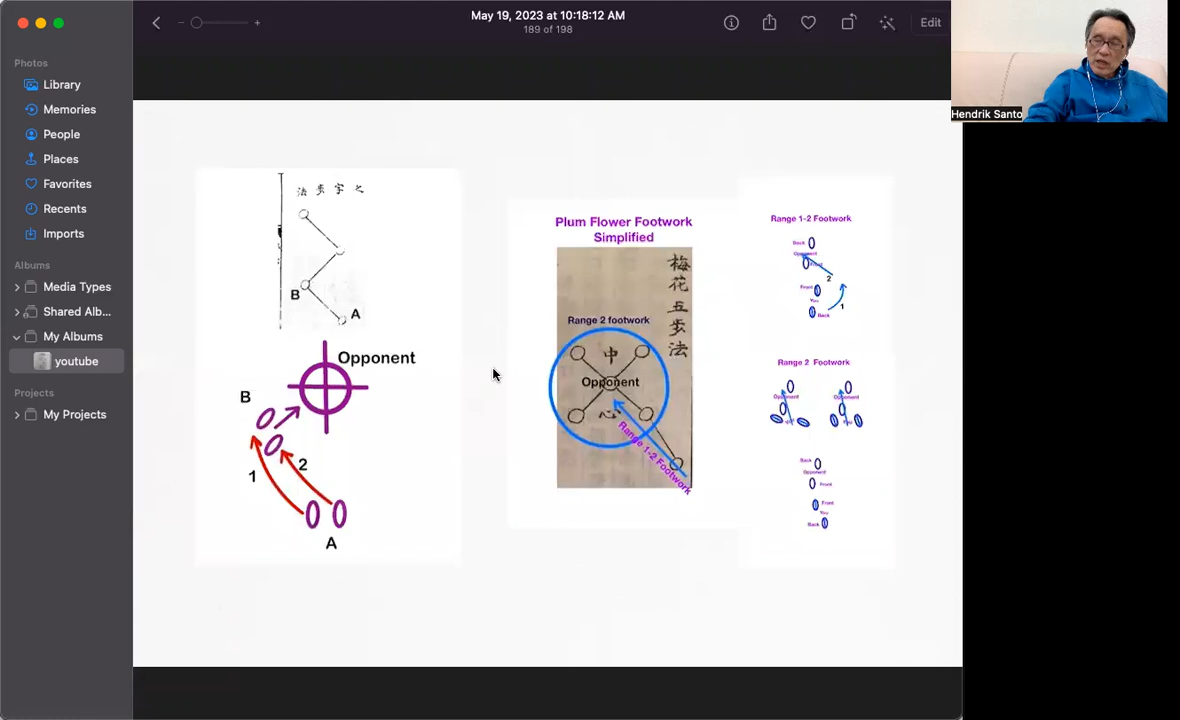 May 19, 2023 at 10:18:12 AM
189 of 198
Edit
Photos
Library
Memories
People
Places
Favorites
Recents
Imports
Albums
Media Types
Shared Alb...
My Albums
youtube
Projects
My Projects
Hendrik Santo
法步字之
B
A
Opponent
B
1
2
A
Plum Flower Footwork
Simplified
梅花五步法
Range 2 footwork
中
Opponent
心
Range 1-2 Footwork
Range 1-2 Footwork
Back
Opponent
Front
2
Front
You
1
Back
Range 2 Footwork
Opponent
Opponent
You
You
Back
Opponent
Front
Front
You
Back